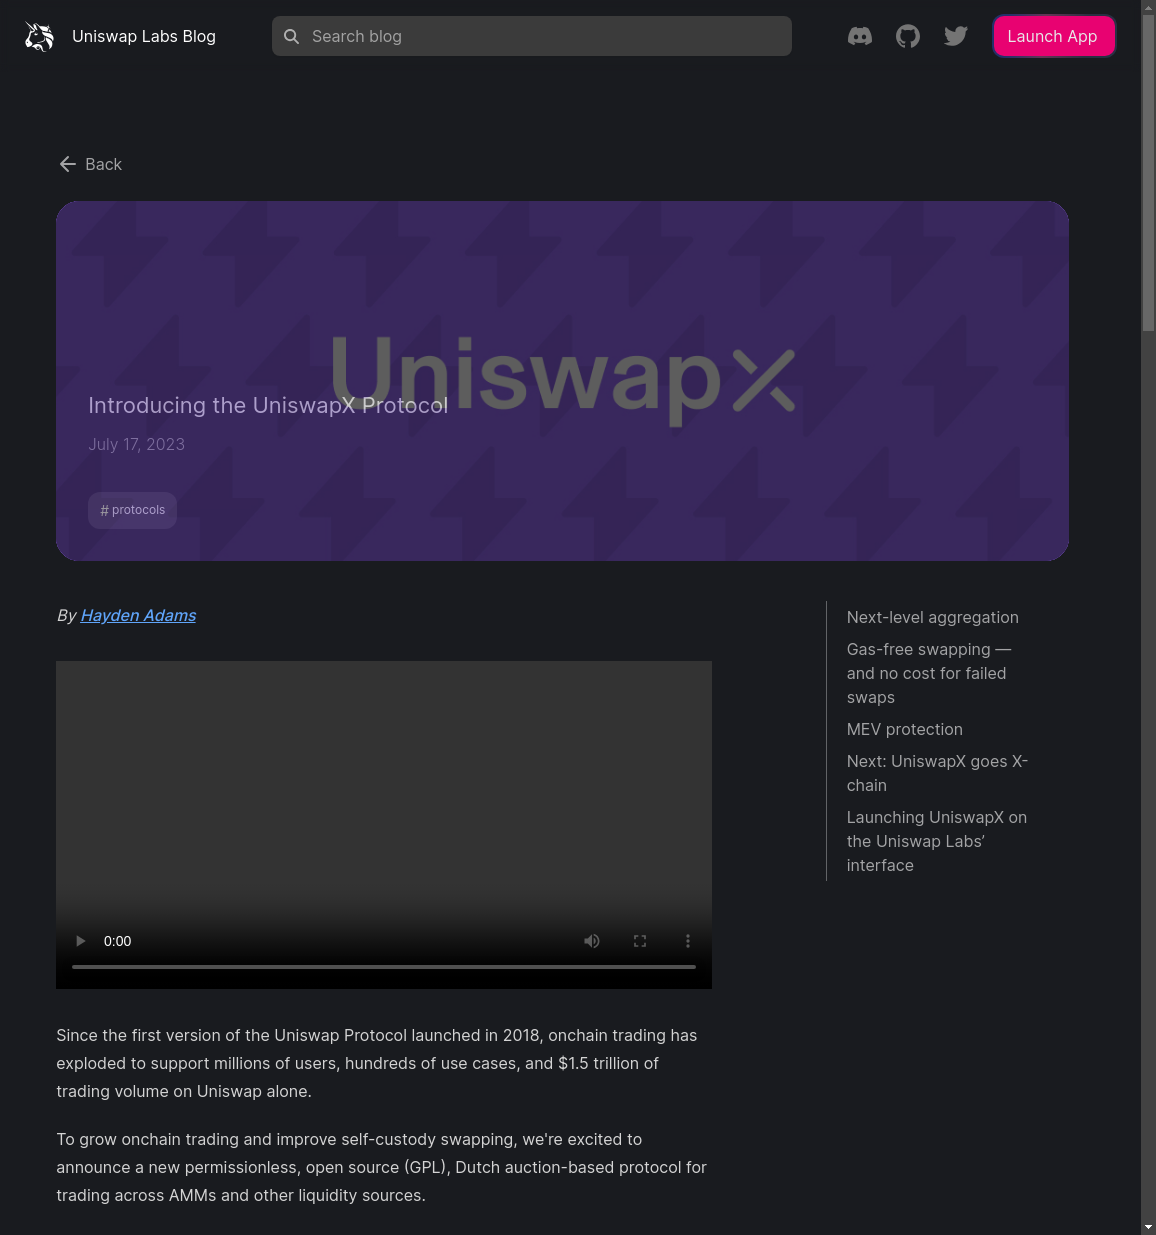 Uniswap Labs Blog
Search blog
Launch App
Back
UniswapX
Introducing the UniswapX Protocol
July 17, 2023
# protocols
By Hayden Adams
0:00
Since the first version of the Uniswap Protocol launched in 2018, onchain trading has
exploded to support millions of users, hundreds of use cases, and $1.5 trillion of
trading volume on Uniswap alone.
To grow onchain trading and improve self-custody swapping, we're excited to
announce a new permissionless, open source (GPL), Dutch auction-based protocol for
trading across AMMs and other liquidity sources.
Next-level aggregation
Gas-free swapping —
and no cost for failed
swaps
MEV protection
Next: UniswapX goes X-
chain
Launching UniswapX on
the Uniswap Labs’
interface